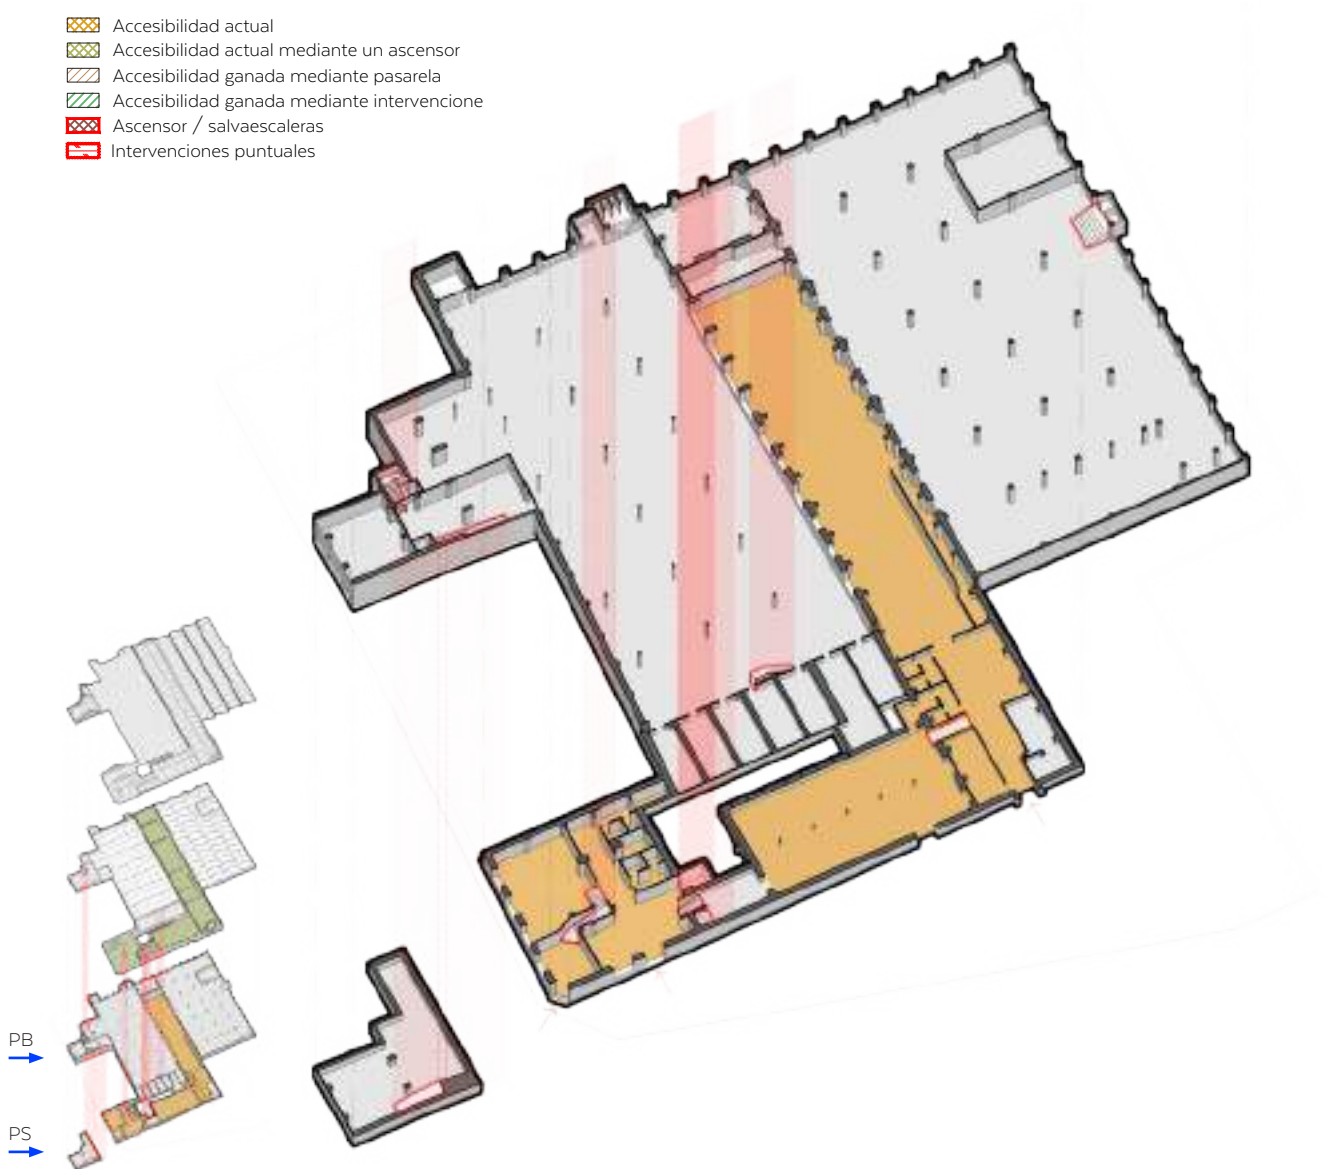 Accesibilidad actual
Accesibilidad actual mediante un ascensor
Accesibilidad ganada mediante pasarela
Accesibilidad ganada mediante intervencione
Ascensor / salvaescaleras
Intervenciones puntuales
PB
PS